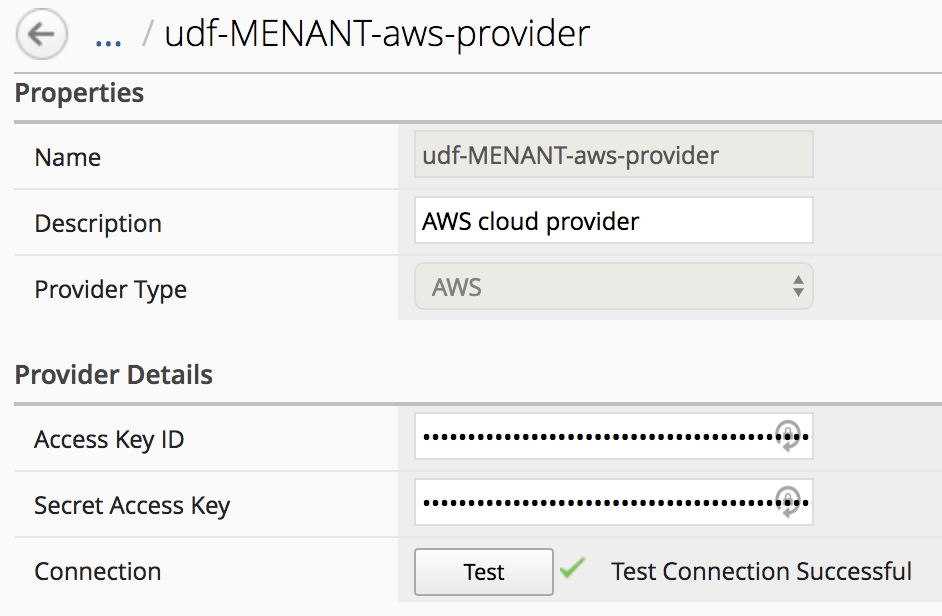 ... / udf-MENANT-aws-provider
Properties
Name udf-MENANT-aws-provider
Description AWS cloud provider
Provider Type AWS
Provider Details
Access Key ID
Secret Access Key
Connection Test Test Connection Successful